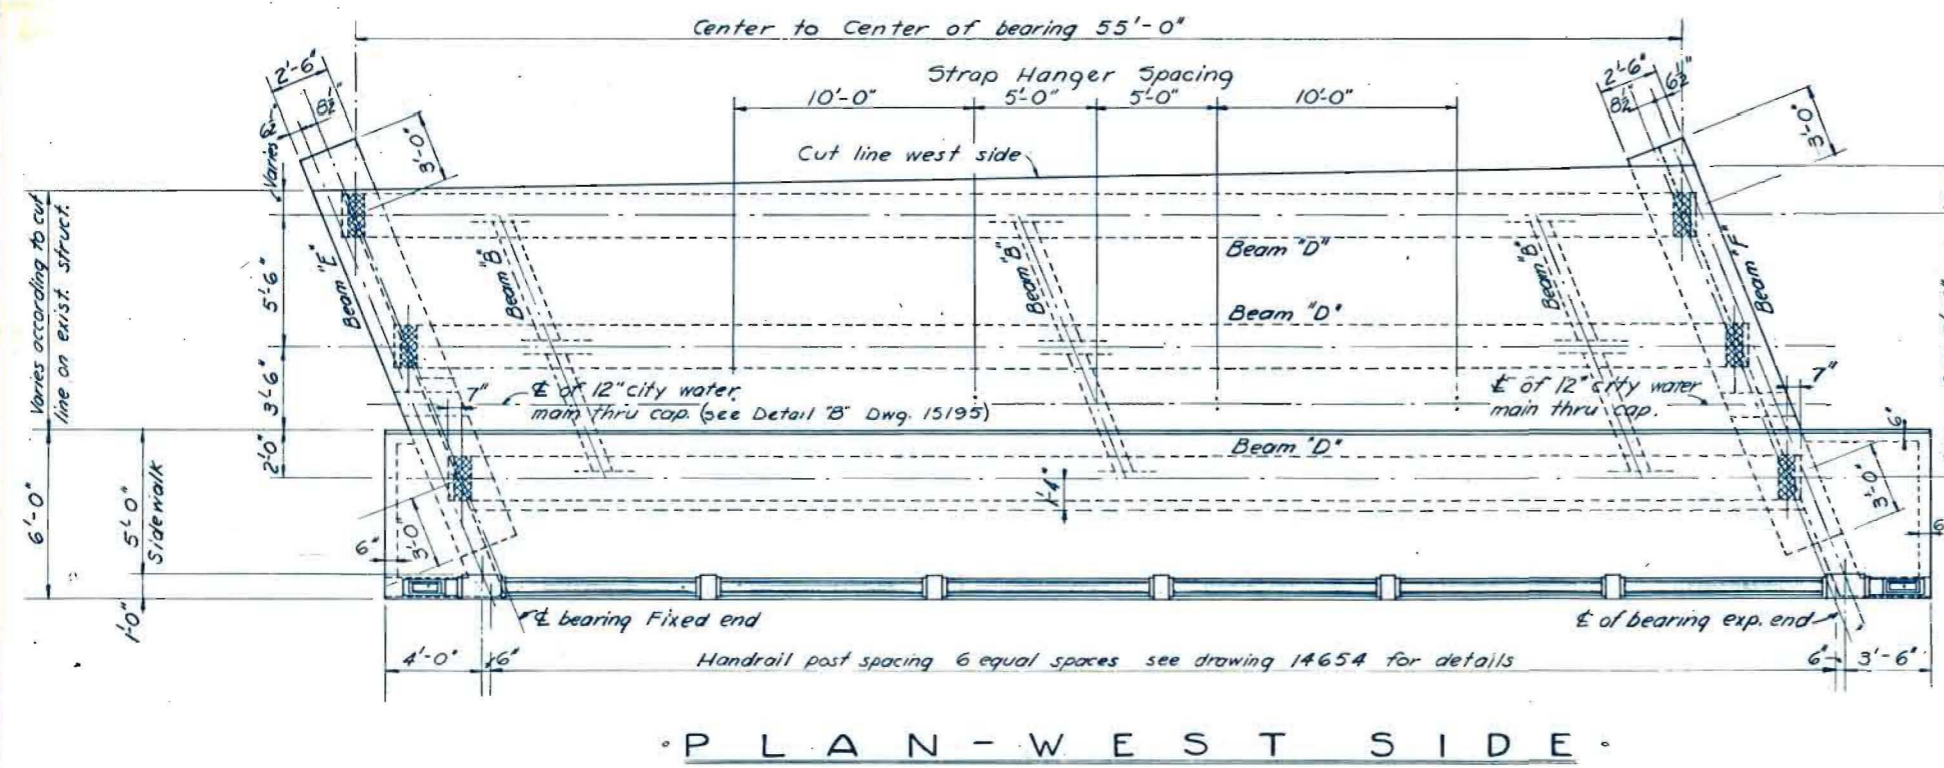 Center to Center of bearing 55'-0"
Strap Hanger Spacing
10'-0" 5'-0" 5'-0" 10'-0"
2'-6"
8½"
6½"
Varies
3'-0"
2'-6"
6½"
8½"
3'-0"
Cut line west side
Varies according to cut
line on exist. struct.
Beam "E"
Beam "B"
Beam "B"
Beam "B"
Beam "F"
Beam "D"
Beam "D"
5'-6"
3'-6"
2'-0"
7"
℄ of 12" city water
main thru cap. (see Detail "B" Dwg. 15195)
℄ of 12" city water
main thru cap.
7"
6"
Beam "D"
1'-4"
6'-0"
5'-0"
Sidewalk
1'-0"
6"
3'-0"
3'-0"
6
℄ bearing Fixed end
℄ of bearing exp. end
4'-0" 6" Handrail post spacing 6 equal spaces see drawing 14654 for details 6" 3'-6"
PLAN-WEST SIDE.